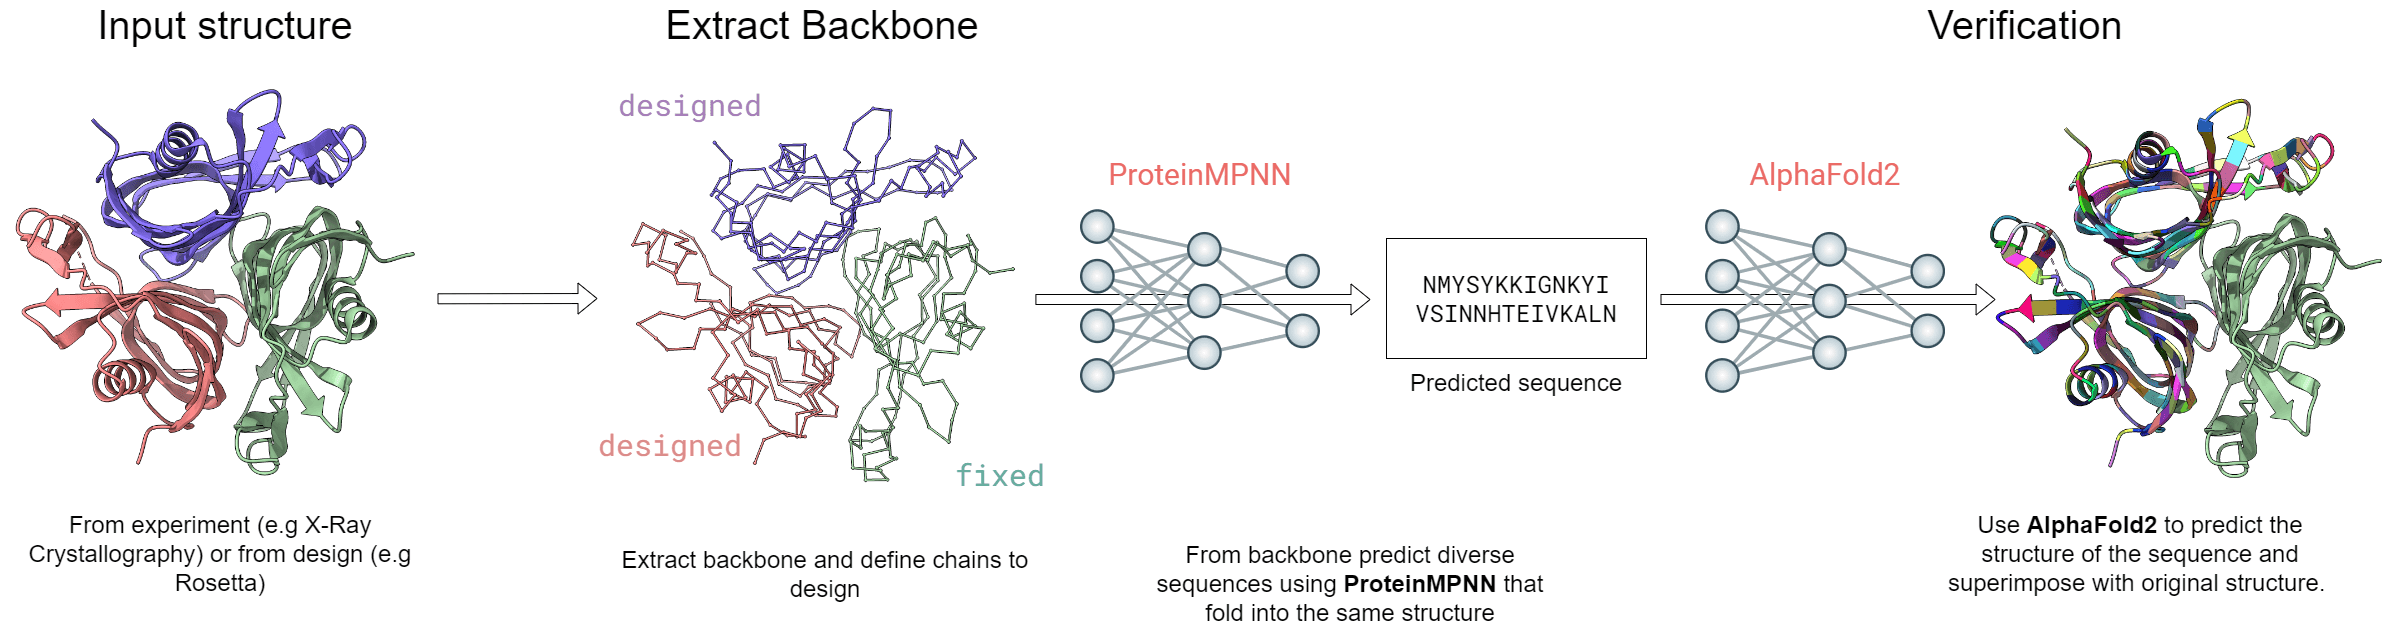 Input structure
Extract Backbone
Verification
designed
designed
fixed
ProteinMPNN
NMYSYKKIGNKYI
VSINNHTEIVKALN
Predicted sequence
AlphaFold2
From experiment (e.g X-Ray
Crystallography) or from design (e.g
Rosetta)
Extract backbone and define chains to
design
From backbone predict diverse
sequences using ProteinMPNN that
fold into the same structure
Use AlphaFold2 to predict the
structure of the sequence and
superimpose with original structure.